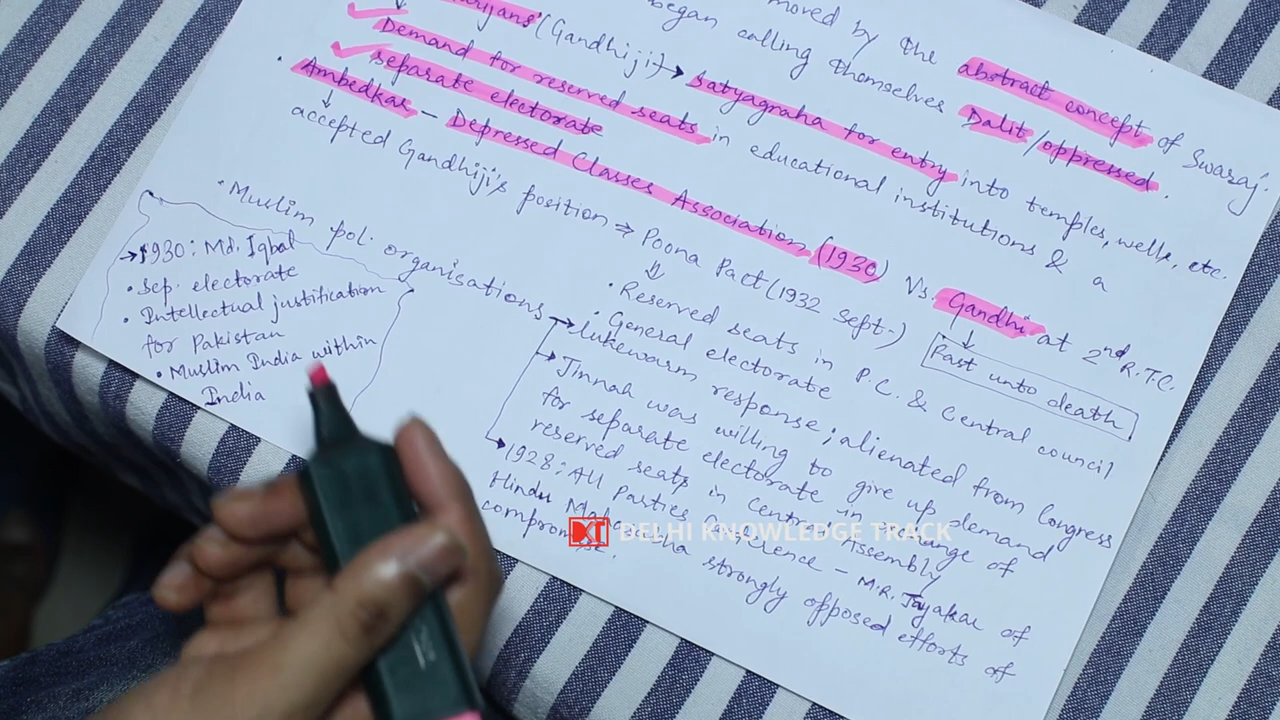 moved by the abstract concept of Swaraj.
began calling themselves Dalit/oppressed.
(Gandhiji) → Satyagraha for entry into temples, wells, etc.
Demand for reserved seats in educational institutions & a
separate electorate
• Ambedkar – Depressed Classes Association (1930) Vs. Gandhi at 2nd R.T.C.
Fast unto death
accepted Gandhiji's position ⇒ Poona Pact (1932 Sept.)
• Reserved seats in P.C. & Central council
• General electorate
• Muslim pol. organisations → lukewarm response; alienated from Congress
→ Jinnah was willing to give up demand
for separate electorate in exchange of
reserved seats in Central Assembly
→ 1928: All Parties Conference – M.R. Jayakar of
Hindu Mahasabha strongly opposed efforts of
compromise.
→ 1930: Md. Iqbal
• Sep. electorate
• Intellectual justification
for Pakistan
• Muslim India within
India
DKT DELHI KNOWLEDGE TRACK